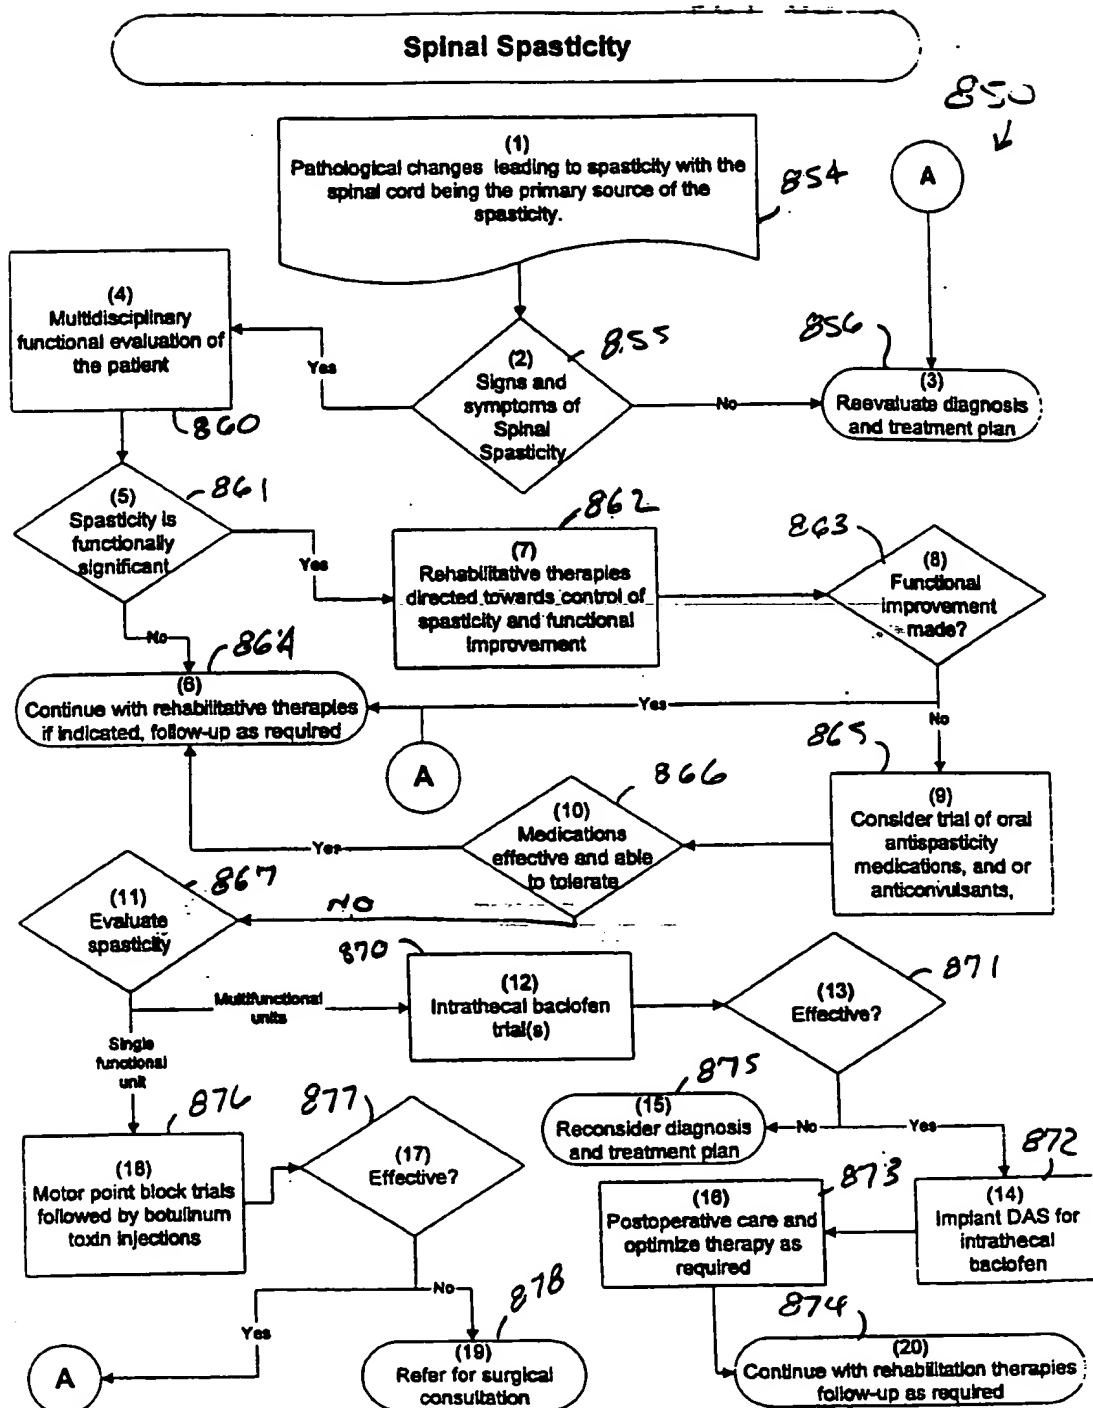 Spinal Spasticity
850
(1)
Pathological changes leading to spasticity with the
spinal cord being the primary source of the
spasticity.
854
A
(4)
Multidisciplinary
functional evaluation of
the patient
860
Yes
(2)
Signs and
symptoms of
Spinal
Spasticity
855
No
856
(3)
Reevaluate diagnosis
and treatment plan
(5)
Spasticity is
functionally
significant
861
Yes
No
862
(7)
Rehabilitative therapies
directed towards control of
spasticity and functional
improvement
863
(8)
Functional
improvement
made?
864
(6)
Continue with rehabilitative therapies
if indicated, follow-up as required
Yes
No
A
865
(9)
Consider trial of oral
antispasticity
medications, and or
anticonvulsants,
866
(10)
Medications
effective and able
to tolerate
Yes
NO
867
(11)
Evaluate
spasticity
Multifunctional
units
Single
functional
unit
870
(12)
Intrathecal baclofen
trial(s)
871
(13)
Effective?
No
Yes
875
(15)
Reconsider diagnosis
and treatment plan
872
(14)
Implant DAS for
intrathecal
baclofen
873
(16)
Postoperative care and
optimize therapy as
required
874
(20)
Continue with rehabilitation therapies
follow-up as required
876
(18)
Motor point block trials
followed by botulinum
toxin injections
877
(17)
Effective?
No
Yes
A
878
(19)
Refer for surgical
consultation